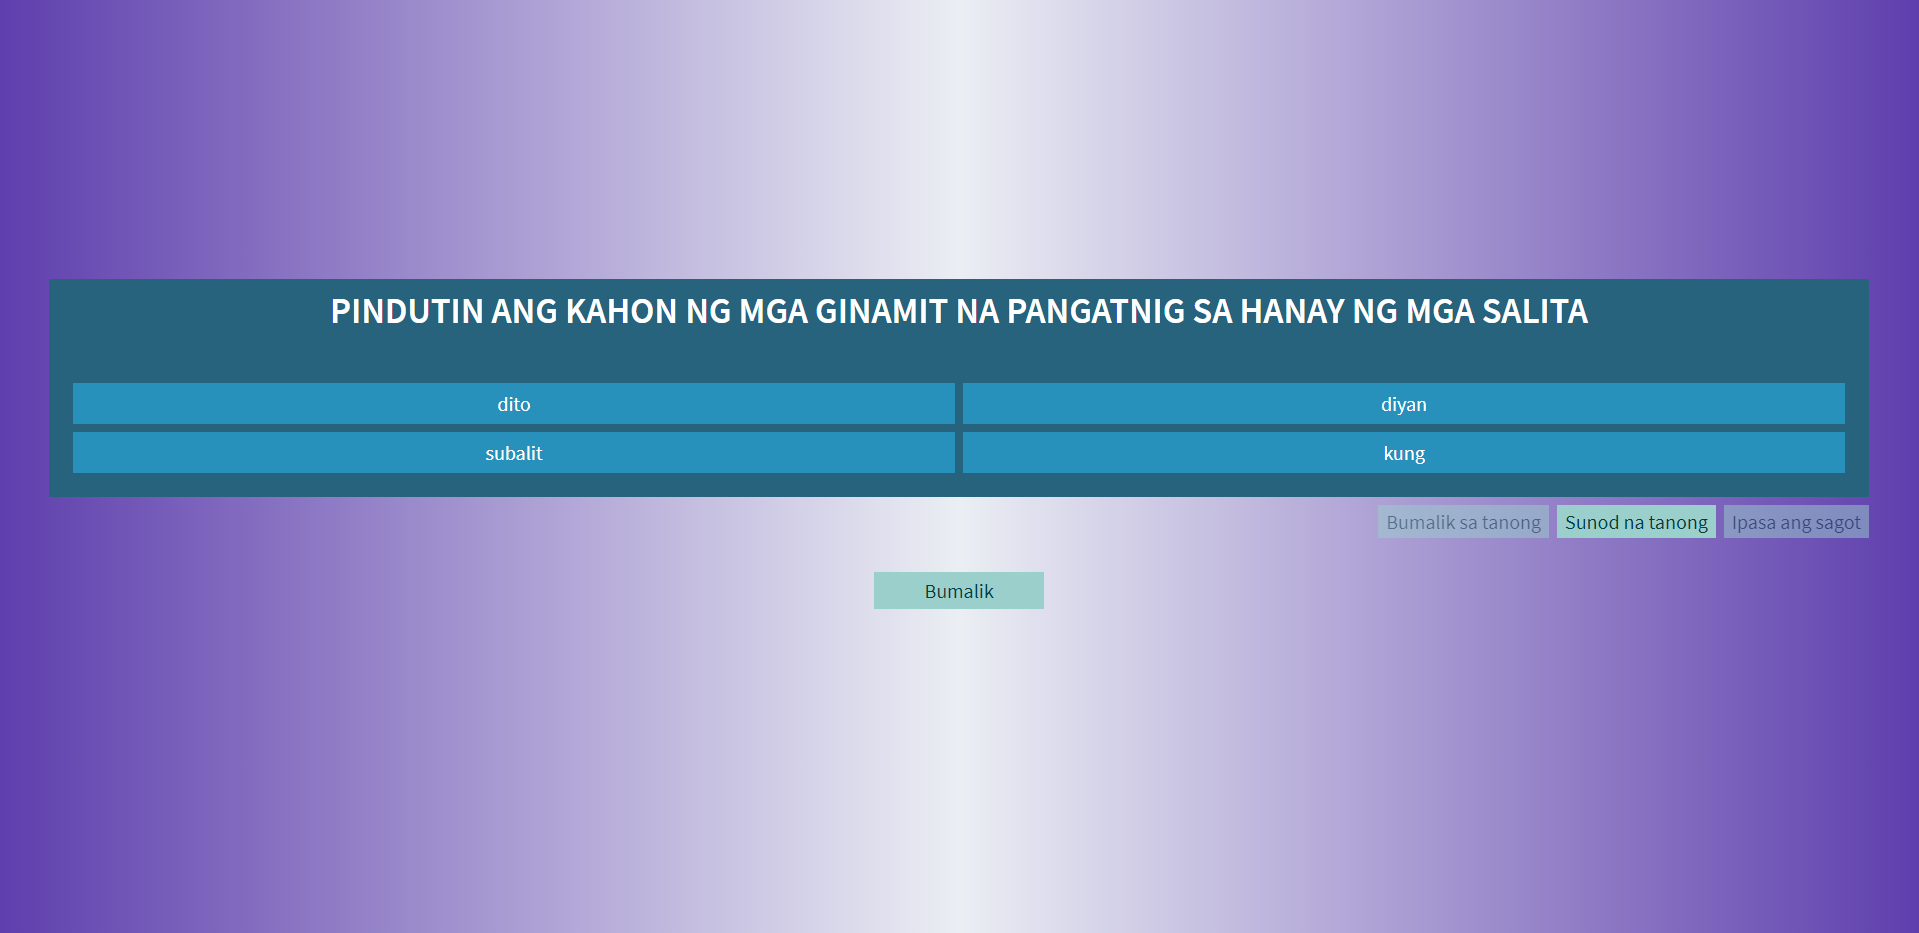 PINDUTIN ANG KAHON NG MGA GINAMIT NA PANGATNIG SA HANAY NG MGA SALITA
dito
diyan
subalit
kung
Bumalik sa tanong
Sunod na tanong
Ipasa ang sagot
Bumalik